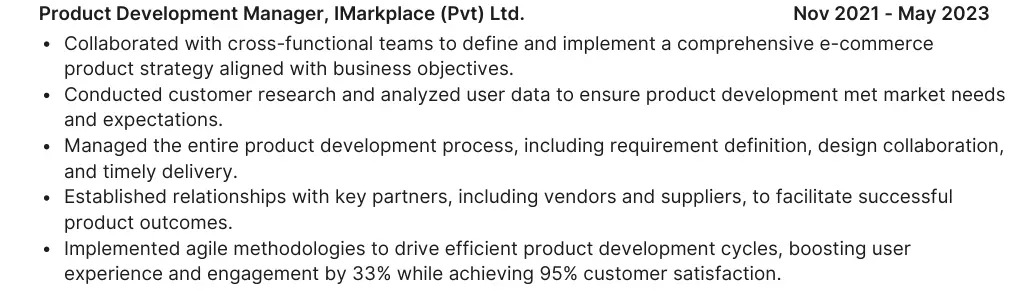 Product Development Manager, IMarkplace (Pvt) Ltd. Nov 2021 - May 2023
• Collaborated with cross-functional teams to define and implement a comprehensive e-commerce
product strategy aligned with business objectives.
• Conducted customer research and analyzed user data to ensure product development met market needs
and expectations.
• Managed the entire product development process, including requirement definition, design collaboration,
and timely delivery.
• Established relationships with key partners, including vendors and suppliers, to facilitate successful
product outcomes.
• Implemented agile methodologies to drive efficient product development cycles, boosting user
experience and engagement by 33% while achieving 95% customer satisfaction.